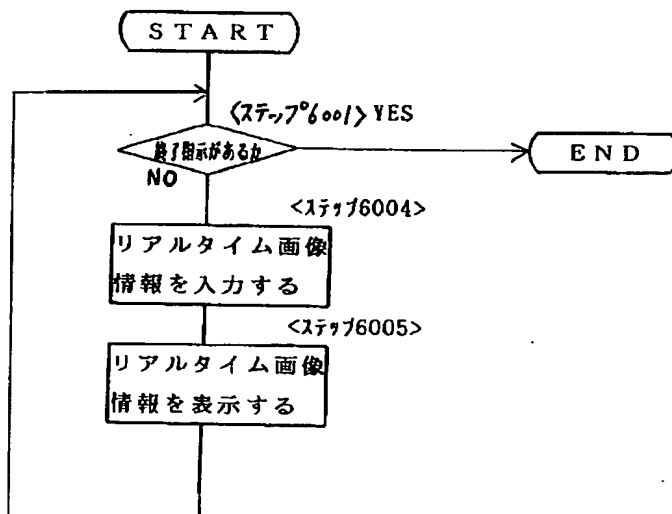 START
<ステップ6001> YES
終了指示があるか
END
NO
<ステップ6004>
リアルタイム画像
情報を入力する
<ステップ6005>
リアルタイム画像
情報を表示する